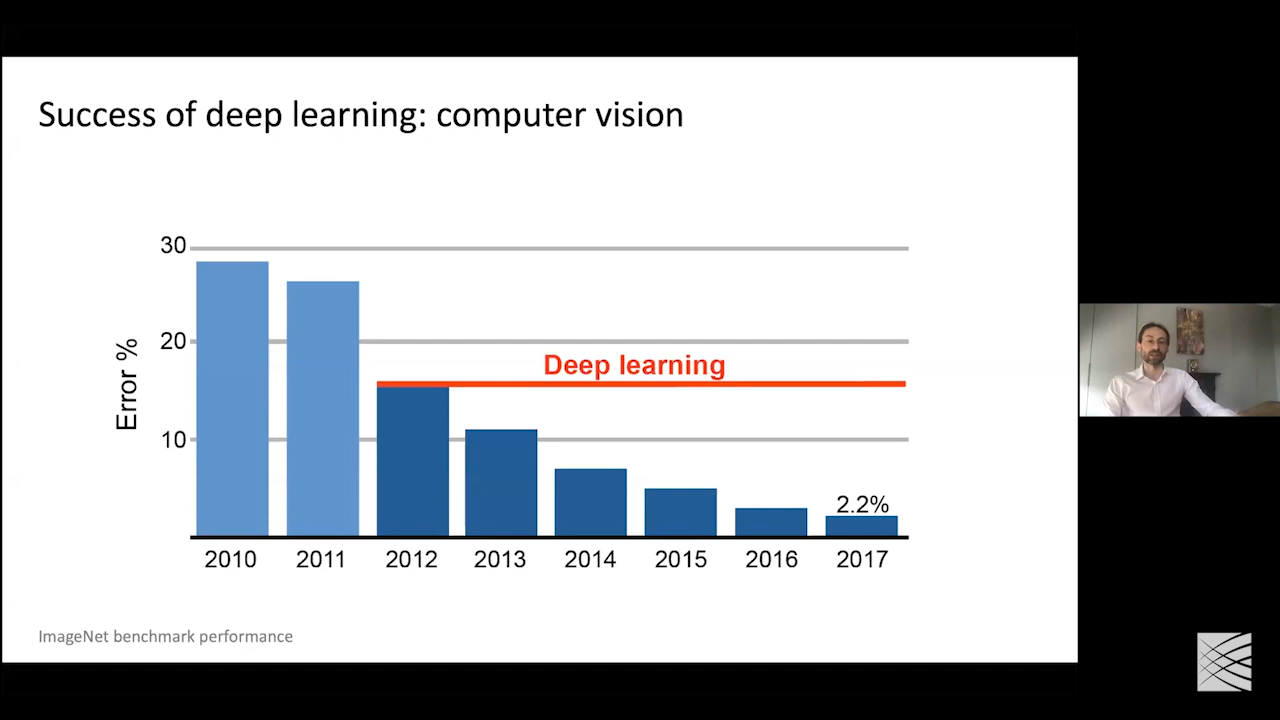 Success of deep learning: computer vision
30
20
10
Error %
Deep learning
2.2%
2010 2011 2012 2013 2014 2015 2016 2017
ImageNet benchmark performance